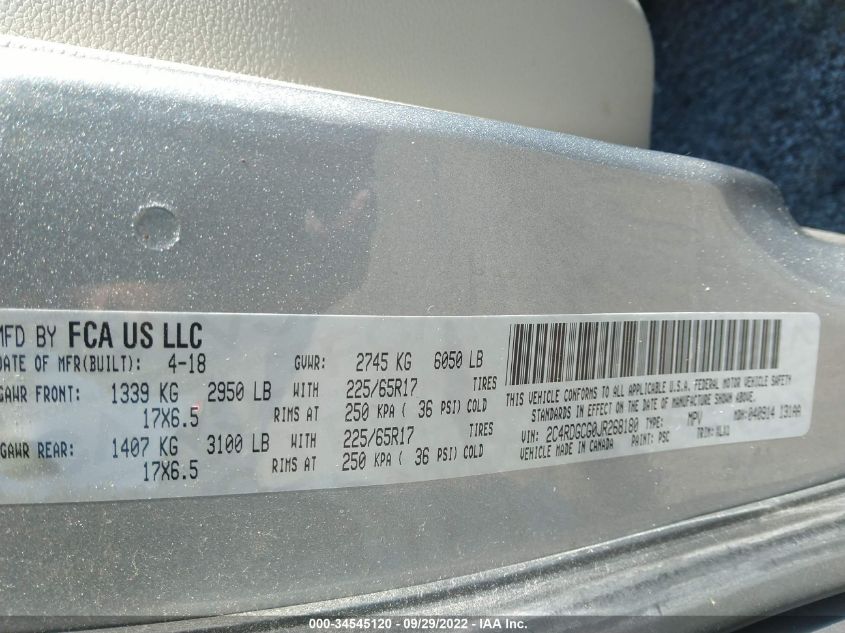 MFD BY FCA US LLC
DATE OF MFR(BUILT): 4-18 GVWR: 2745 KG 6050 LB
GAWR FRONT: 1339 KG 2950 LB WITH 225/65R17 TIRES
17X6.5 RIMS AT 250 KPA ( 36 PSI) COLD
GAWR REAR: 1407 KG 3100 LB WITH 225/65R17 TIRES
17X6.5 RIMS AT 250 KPA ( 36 PSI) COLD
THIS VEHICLE CONFORMS TO ALL APPLICABLE U.S.A. FEDERAL MOTOR VEHICLE SAFETY
STANDARDS IN EFFECT ON THE DATE OF MANUFACTURE SHOWN ABOVE.
VIN: 2C4RDGCG0JR268180 TYPE: MPV MDH: 040914 131AA
VEHICLE MADE IN CANADA PAINT: PSC TRIM:
000-34545120 - 09/29/2022 - IAA Inc.